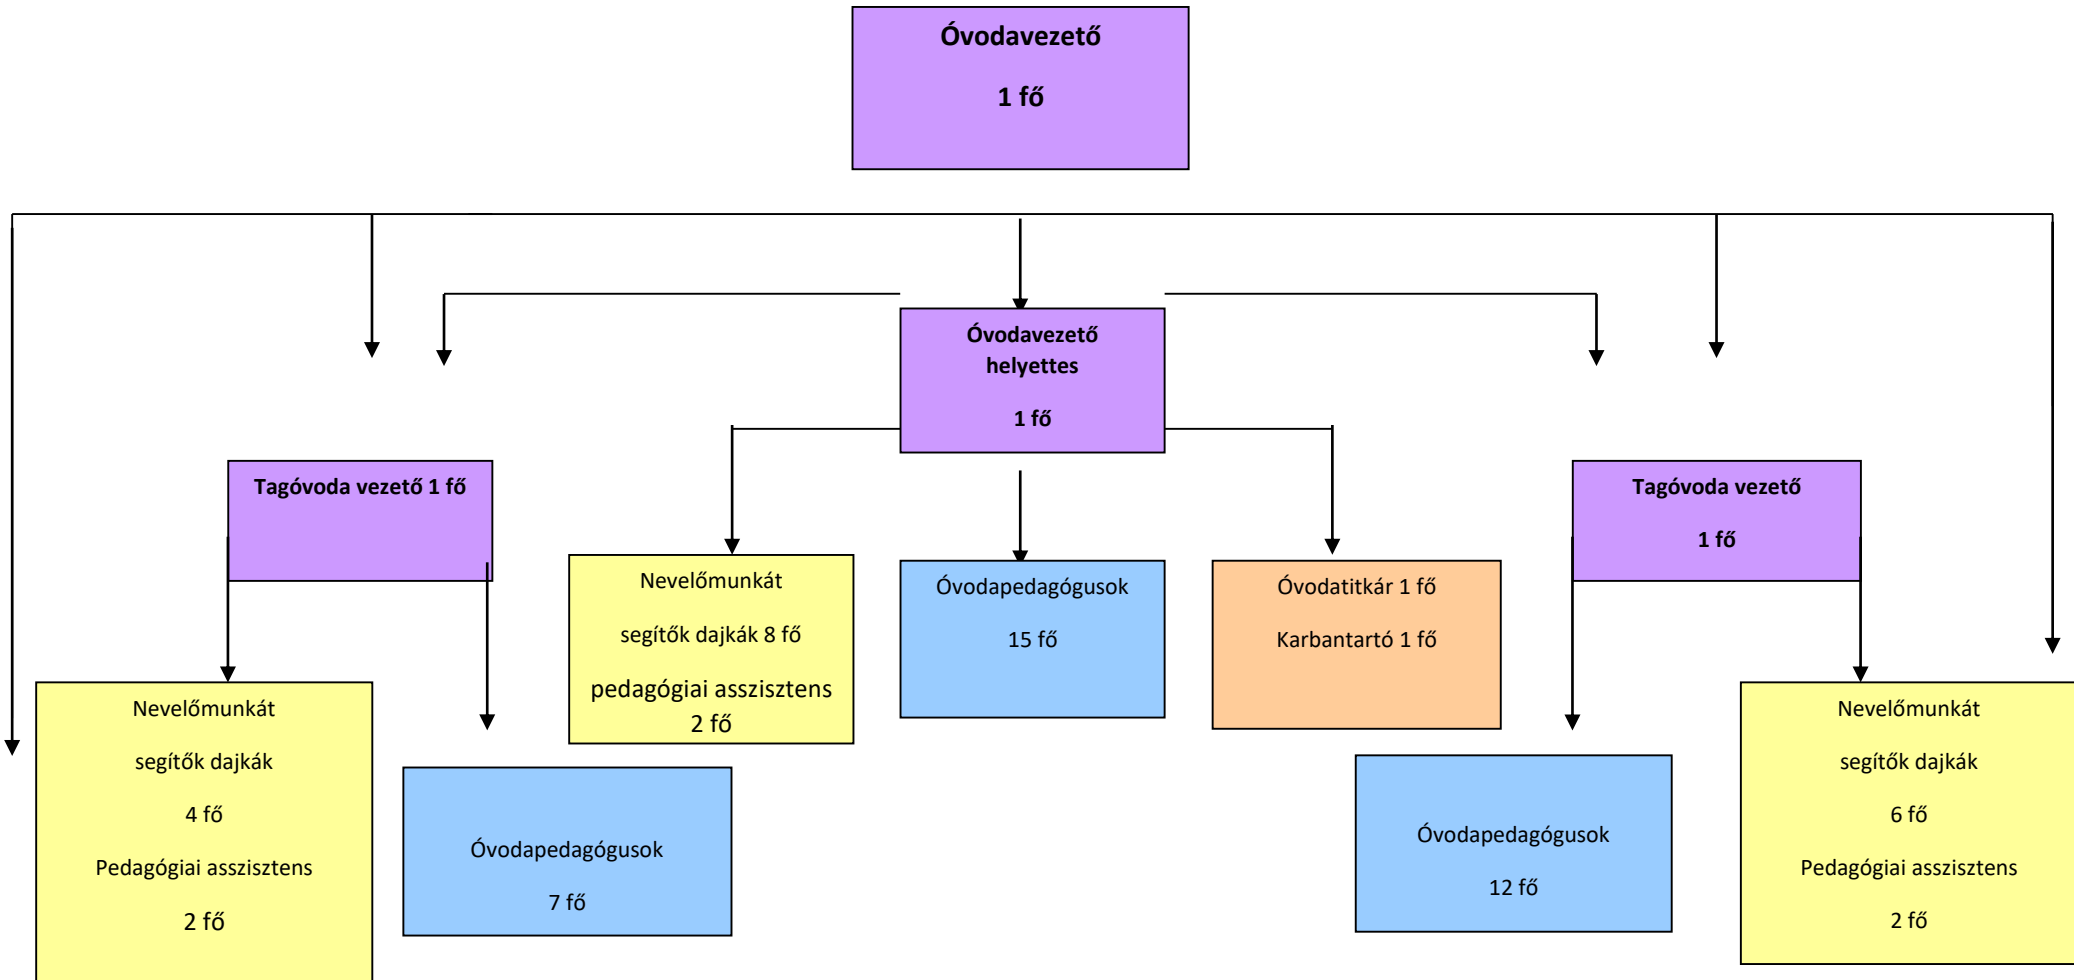 Óvodavezető
1 fő
Óvodavezető
helyettes
1 fő
Tagóvoda vezető 1 fő
Tagóvoda vezető
1 fő
Nevelőmunkát
segítők dajkák 8 fő
pedagógiai asszisztens
2 fő
Óvodapedagógusok
15 fő
Óvodatitkár 1 fő
Karbantartó 1 fő
Nevelőmunkát
segítők dajkák
4 fő
Pedagógiai asszisztens
2 fő
Óvodapedagógusok
7 fő
Óvodapedagógusok
12 fő
Nevelőmunkát
segítők dajkák
6 fő
Pedagógiai asszisztens
2 fő